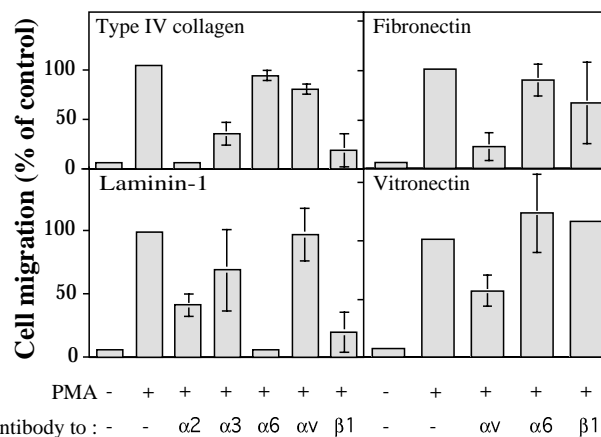 Type IV collagen
Fibronectin
100
50
0
Laminin-1
Vitronectin
100
50
0
Cell migration (% of control)
PMA - + + + + + + - + + + +
ntibody to : - - α2 α3 α6 αv β1 - - αv α6 β1